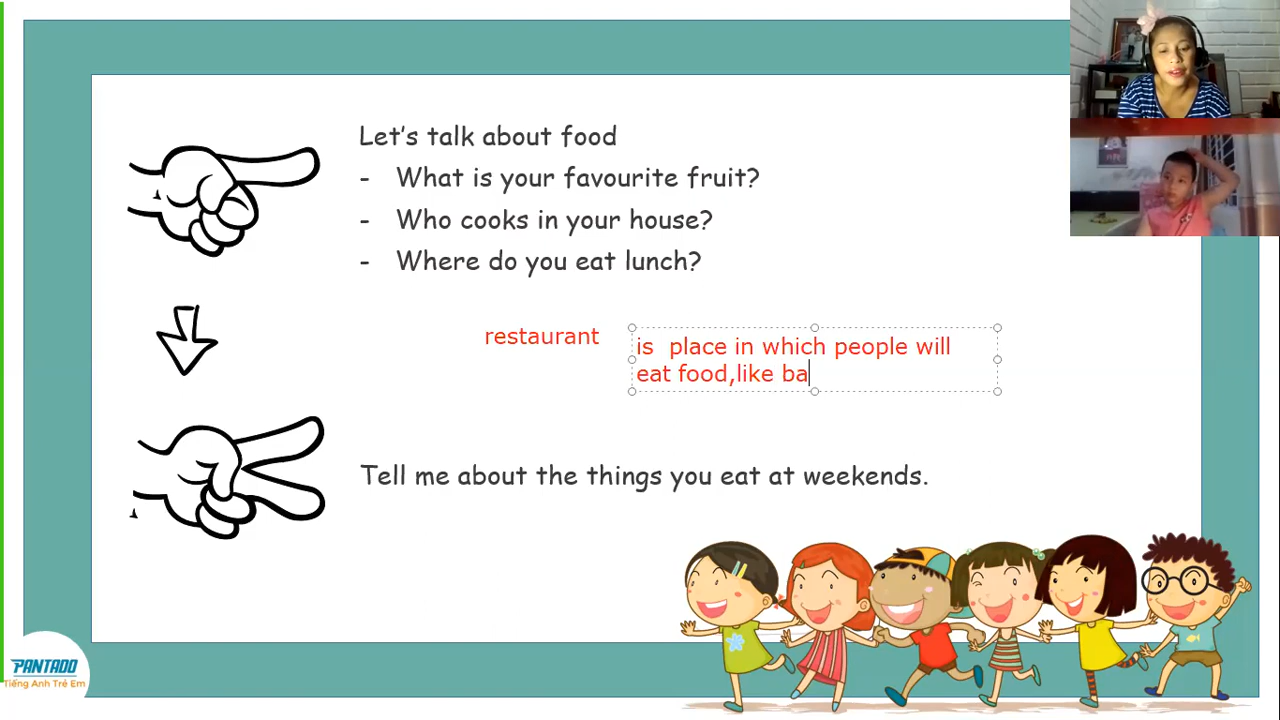 Let's talk about food
- What is your favourite fruit?
- Who cooks in your house?
- Where do you eat lunch?
restaurant
is  place in which people will
eat food,like ba
Tell me about the things you eat at weekends.
PANTADO
Tiếng Anh Trẻ Em